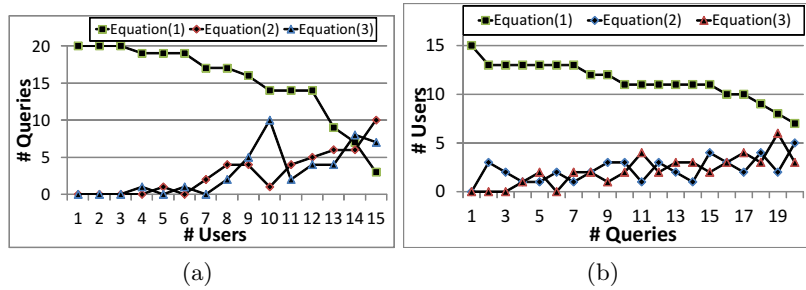 Equation(1) Equation(2) Equation(3)
20
15
10
5
0
# Queries
1 2 3 4 5 6 7 8 9 10 11 12 13 14 15
# Users
(a)
Equation(1) Equation(2) Equation(3)
15
10
5
0
# Users
1 3 5 7 9 11 13 15 17 19
# Queries
(b)